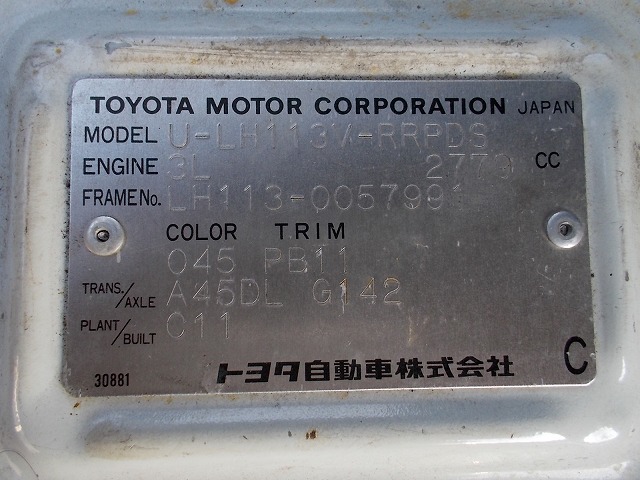 TOYOTA MOTOR CORPORATION JAPAN
MODEL U-LH113V-RRPDS
ENGINE 3L 2779 CC
FRAME No. LH113-0057991
COLOR TRIM
045 PB11
TRANS./AXLE A45DL G142
PLANT/BUILT C11
30881 トヨタ自動車株式会社 C